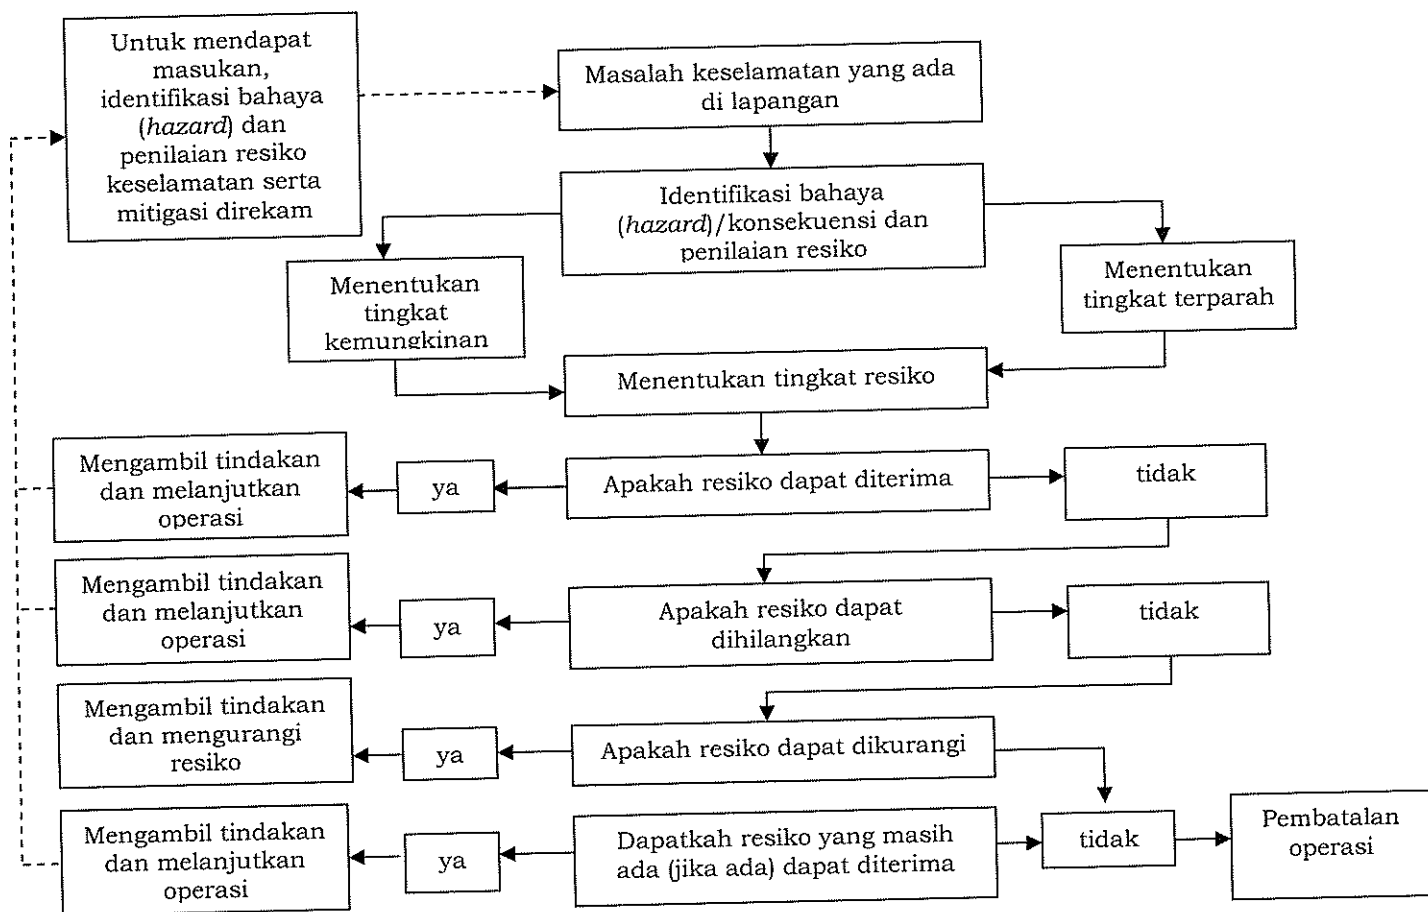 Untuk mendapat
masukan,
identifikasi bahaya
(hazard) dan
penilaian resiko
keselamatan serta
mitigasi direkam
Masalah keselamatan yang ada
di lapangan
Identifikasi bahaya
(hazard)/konsekuensi dan
penilaian resiko
Menentukan
tingkat
kemungkinan
Menentukan
tingkat terparah
Menentukan tingkat resiko
Mengambil tindakan
dan melanjutkan
operasi
ya
Apakah resiko dapat diterima
tidak
Mengambil tindakan
dan melanjutkan
operasi
ya
Apakah resiko dapat
dihilangkan
tidak
Mengambil tindakan
dan mengurangi
resiko
ya
Apakah resiko dapat dikurangi
Mengambil tindakan
dan melanjutkan
operasi
ya
Dapatkah resiko yang masih
ada (jika ada) dapat diterima
tidak
Pembatalan
operasi